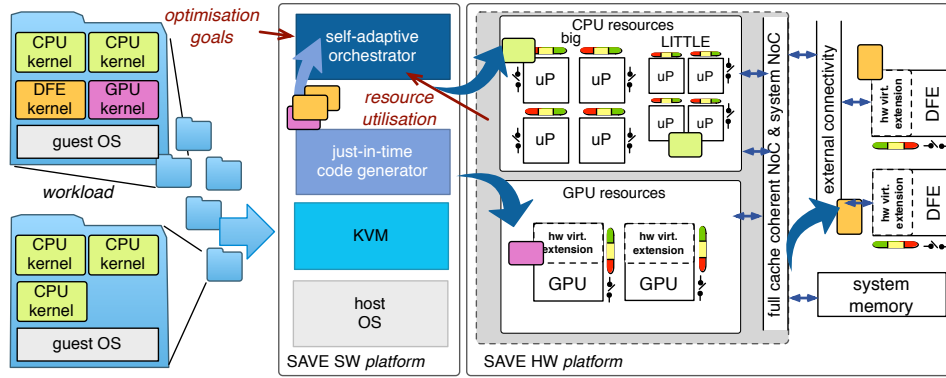 optimisation
goals
CPU
kernel
CPU
kernel
DFE
kernel
GPU
kernel
guest OS
workload
CPU
kernel
CPU
kernel
CPU
kernel
guest OS
self-adaptive
orchestrator
resource
utilisation
just-in-time
code generator
KVM
host
OS
SAVE SW platform
CPU resources
big
LITTLE
uP
uP
uP
uP
uP
uP
uP
uP
GPU resources
hw virt.
extension
GPU
hw virt.
extension
GPU
SAVE HW platform
full cache coherent NoC & system NoC
external connectivity
hw virt.
extension
DFE
hw virt.
extension
DFE
system
memory